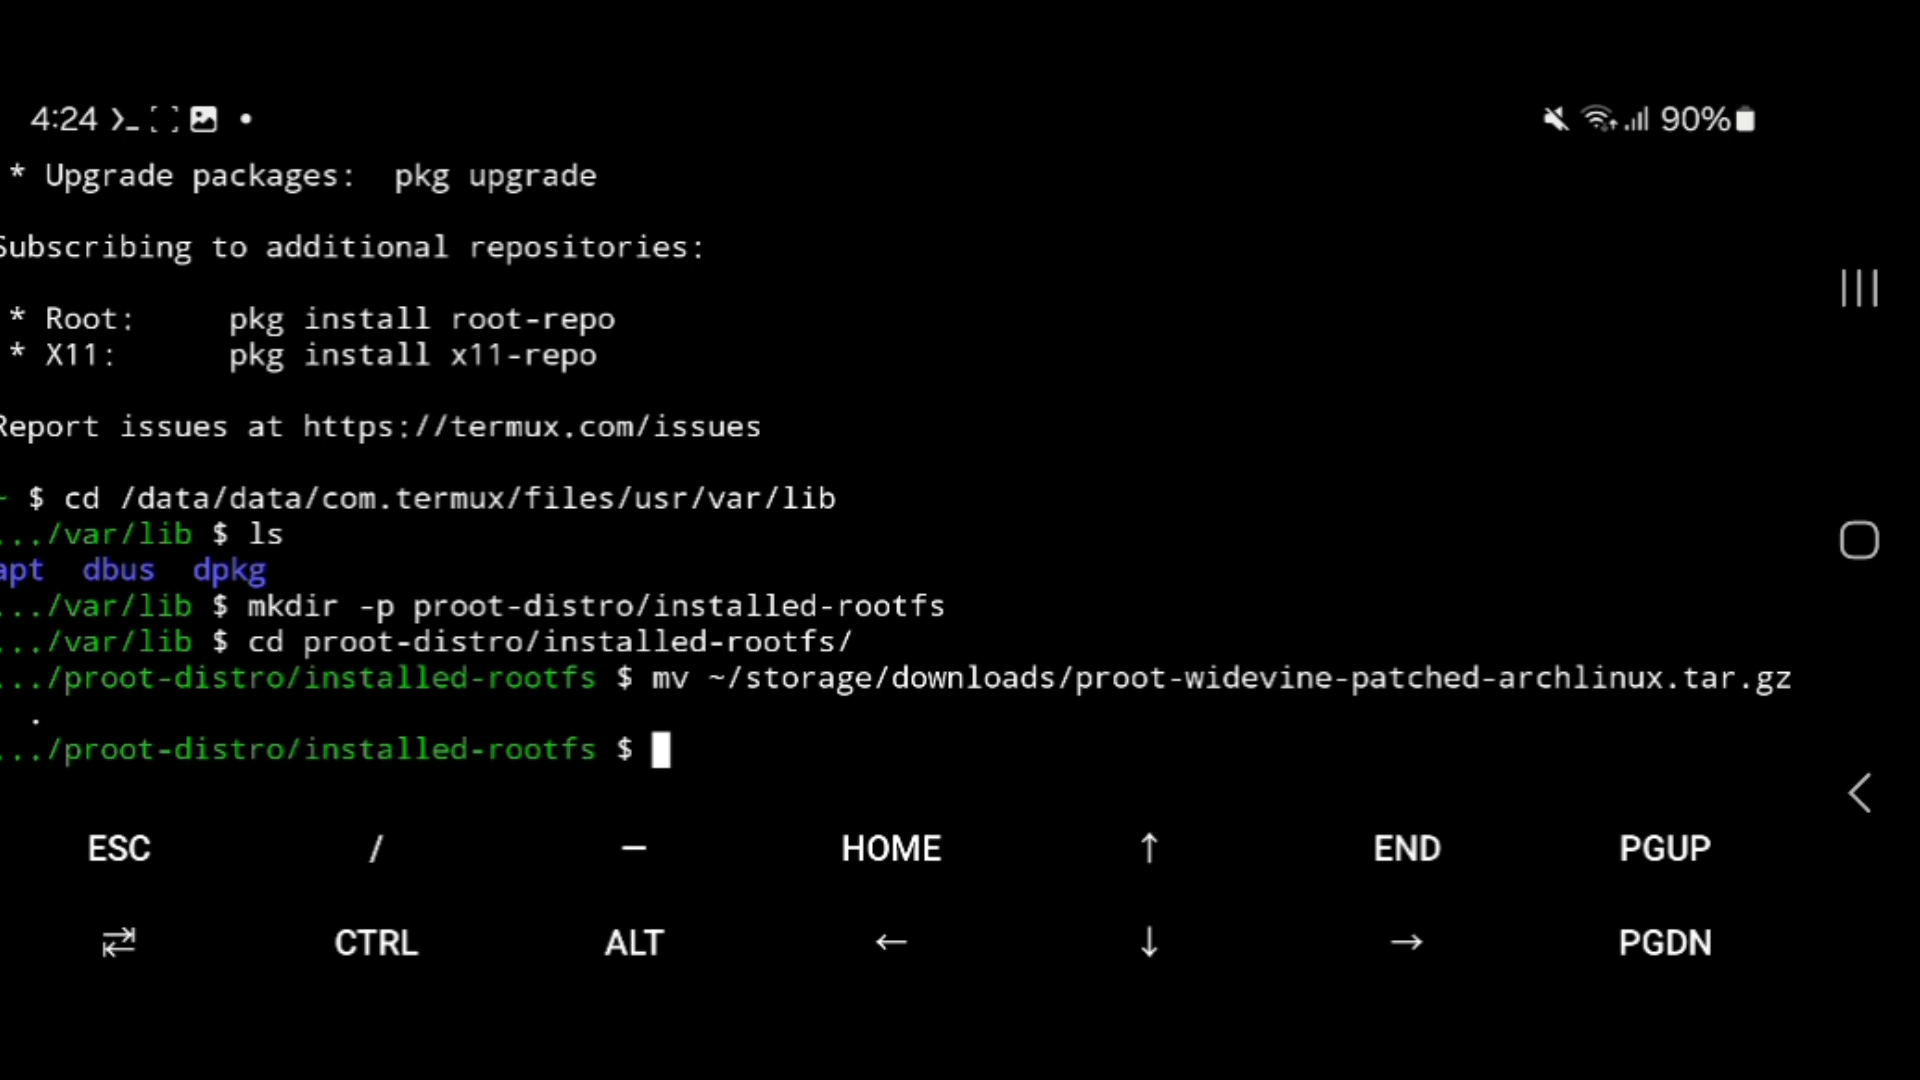 4:24 90%
* Upgrade packages: pkg upgrade
Subscribing to additional repositories:
* Root: pkg install root-repo
* X11: pkg install x11-repo
Report issues at https://termux.com/issues
~ $ cd /data/data/com.termux/files/usr/var/lib
.../var/lib $ ls
apt dbus dpkg
.../var/lib $ mkdir -p proot-distro/installed-rootfs
.../var/lib $ cd proot-distro/installed-rootfs/
.../proot-distro/installed-rootfs $ mv ~/storage/downloads/proot-widevine-patched-archlinux.tar.gz
.
.../proot-distro/installed-rootfs $
ESC / — HOME ↑ END PGUP
⇄ CTRL ALT ← ↓ → PGDN